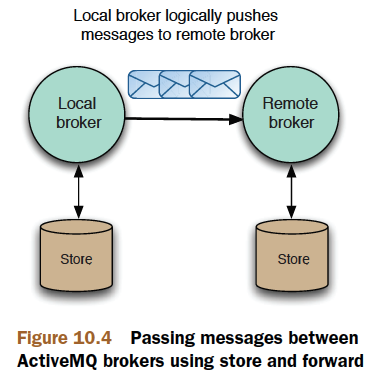 Local broker logically pushes
messages to remote broker
Local
broker
Remote
broker
Store
Store
Figure 10.4 Passing messages between
ActiveMQ brokers using store and forward